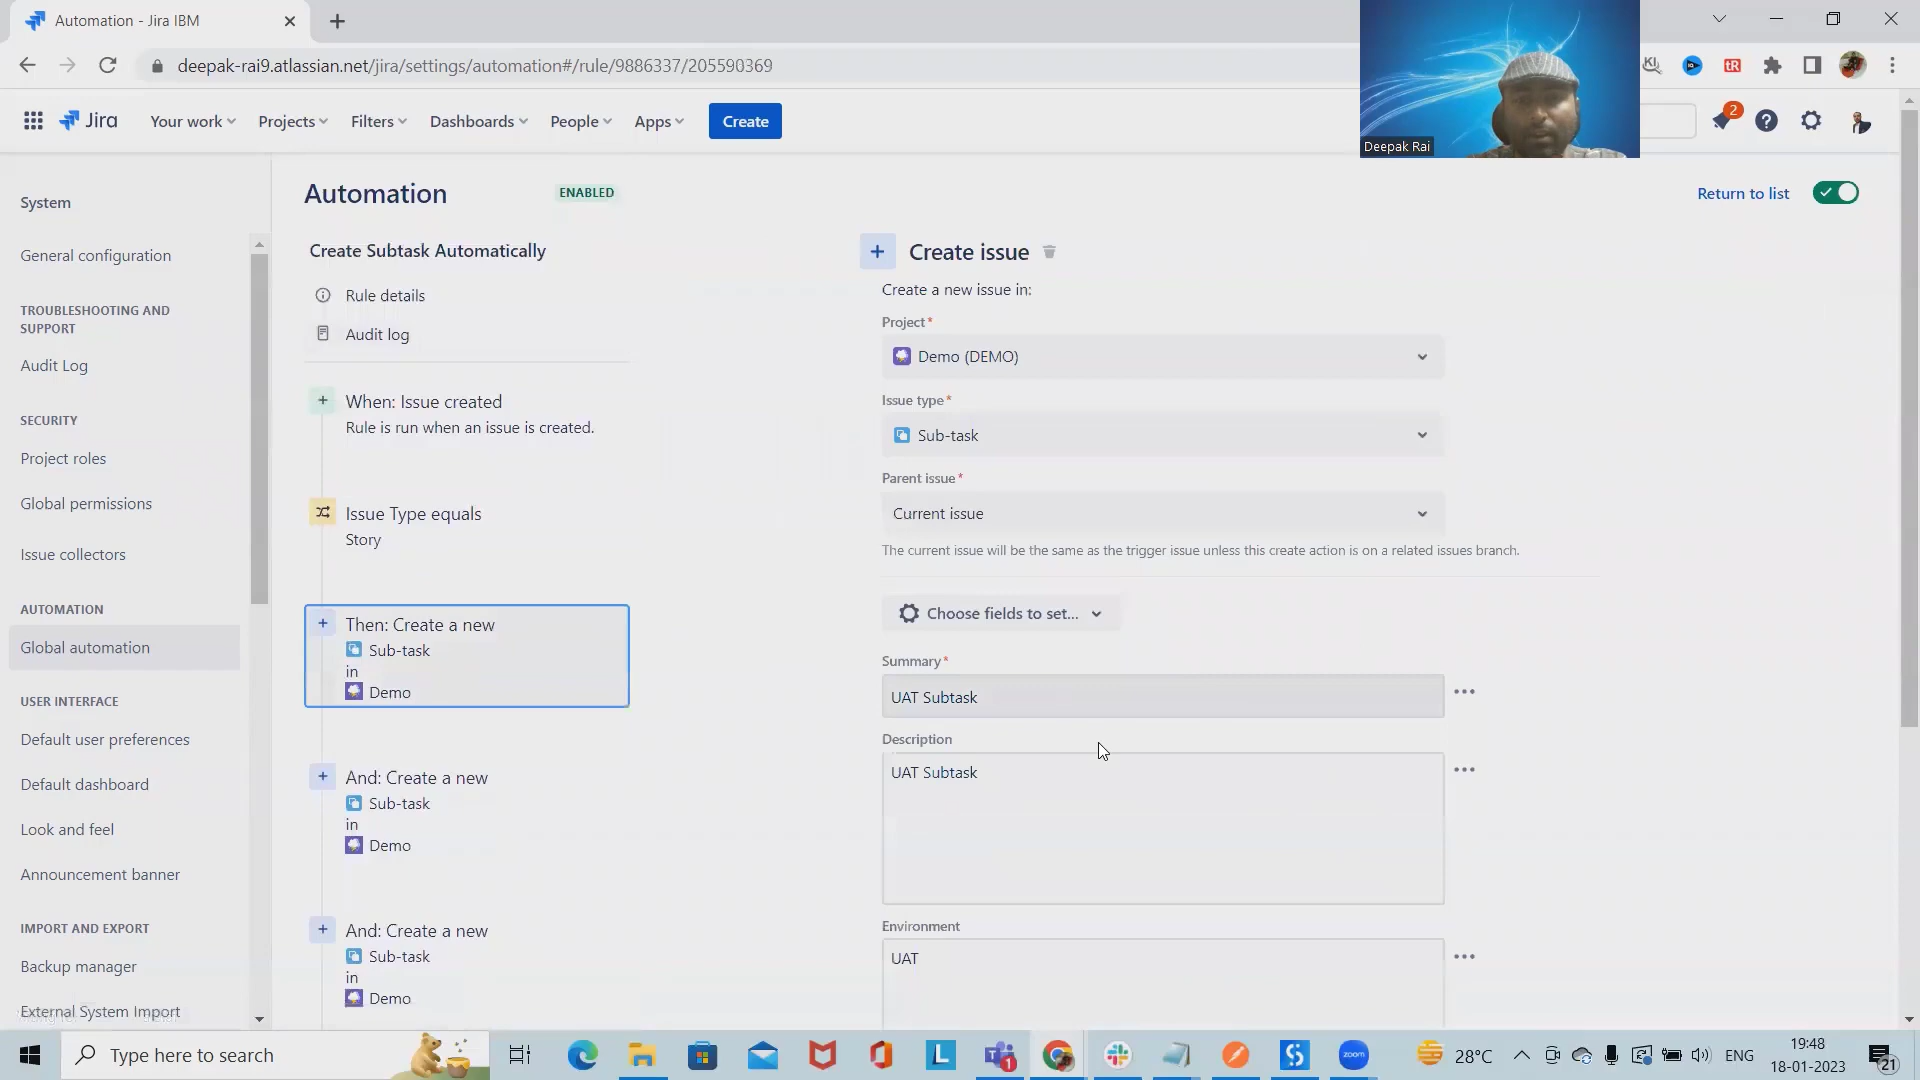 Automation - Jira IBM
deepak-rai9.atlassian.net/jira/settings/automation#/rule/9886337/205590369
Jira
Your work
Projects
Filters
Dashboards
People
Apps
Create
2
Deepak Rai
System
General configuration
TROUBLESHOOTING AND
SUPPORT
Audit Log
SECURITY
Project roles
Global permissions
Issue collectors
AUTOMATION
Global automation
USER INTERFACE
Default user preferences
Default dashboard
Look and feel
Announcement banner
IMPORT AND EXPORT
Backup manager
External System Import
Automation
ENABLED
Return to list
Create Subtask Automatically
Rule details
Audit log
When: Issue created
Rule is run when an issue is created.
Issue Type equals
Story
Then: Create a new
Sub-task
in
Demo
And: Create a new
Sub-task
in
Demo
And: Create a new
Sub-task
in
Demo
Create issue
Create a new issue in:
Project*
Demo (DEMO)
Issue type*
Sub-task
Parent issue*
Current issue
The current issue will be the same as the trigger issue unless this create action is on a related issues branch.
Choose fields to set...
Summary*
UAT Subtask
Description
UAT Subtask
Environment
UAT
Type here to search
L
1
zoom
28°C
ENG
19:48
18-01-2023
21